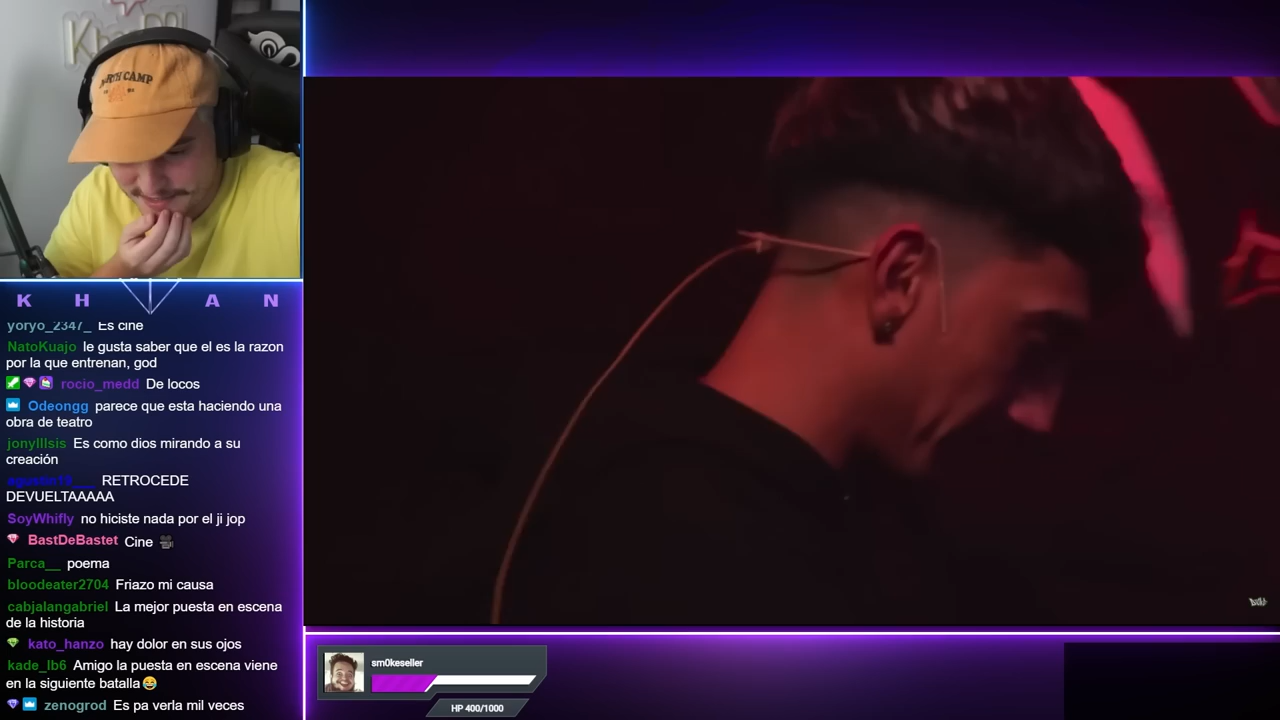 Kha
NORTH CAMP
K H A N
yoryo_2347_ Es cine
NatoKuajo le gusta saber que el es la razon
por la que entrenan, god
rocio_medd De locos
Odeongg parece que esta haciendo una
obra de teatro
jonylllsis Es como dios mirando a su
creación
RETROCEDE
DEVUELTAAAAA
SoyWhifly no hiciste nada por el ji jop
BastDeBastet Cine 🎥
Parca__ poema
bloodeater2704 Friazo mi causa
cabjalangabriel La mejor puesta en escena
de la historia
kato_hanzo hay dolor en sus ojos
kade_lb6 Amigo la puesta en escena viene
en la siguiente batalla😂
zenogrod Es pa verla mil veces
sm0keseller
HP 400/1000